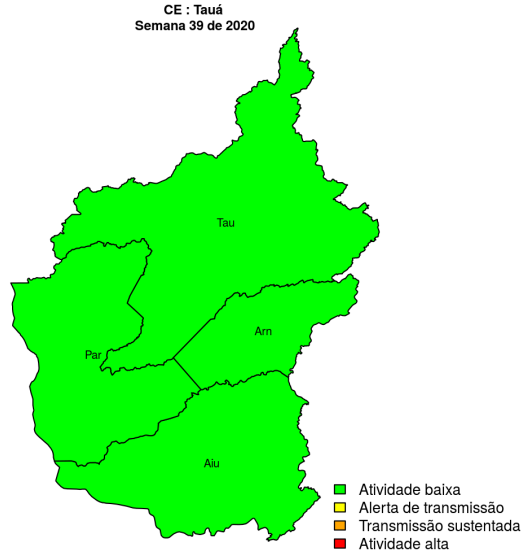 CE : Tauá
Semana 39 de 2020
Tau
Arn
Par
Aiu
Atividade baixa
Alerta de transmissão
Transmissão sustentada
Atividade alta